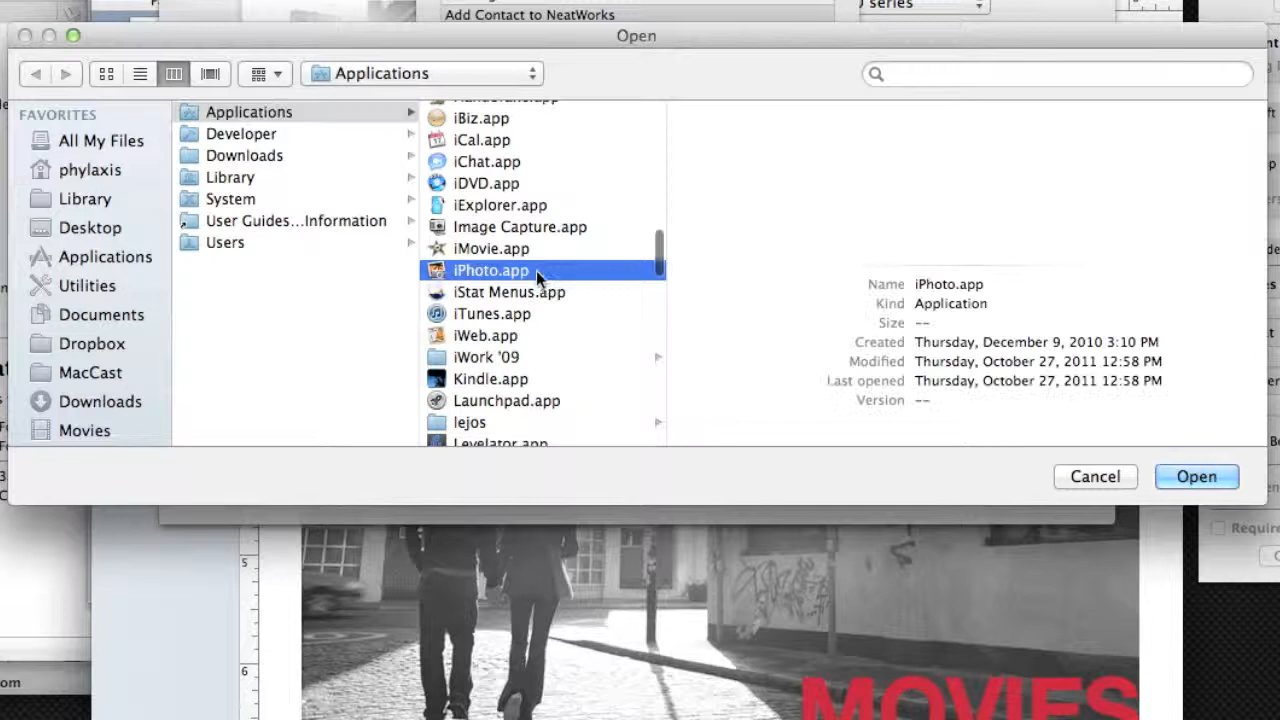 Add Contact to NeatWorks
series
Open
Applications
FAVORITES
All My Files
phylaxis
Library
Desktop
Applications
Utilities
Documents
Dropbox
MacCast
Downloads
Movies
Applications
Developer
Downloads
Library
System
User Guides...Information
Users
iBiz.app
iCal.app
iChat.app
iDVD.app
iExplorer.app
Image Capture.app
iMovie.app
iPhoto.app
iStat Menus.app
iTunes.app
iWeb.app
iWork '09
Kindle.app
Launchpad.app
lejos
Levelator.app
Name iPhoto.app
Kind Application
Size --
Created Thursday, December 9, 2010 3:10 PM
Modified Thursday, October 27, 2011 12:58 PM
Last opened Thursday, October 27, 2011 12:58 PM
Version --
Cancel
Open
5
6
MOVIES